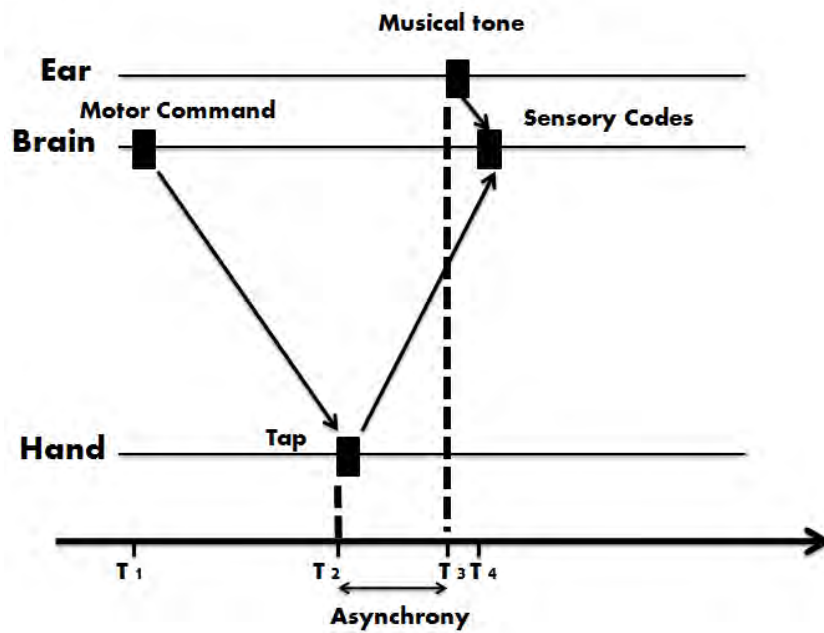 Musical tone
Ear
Motor Command
Sensory Codes
Brain
Tap
Hand
T 1 T 2 T 3 T 4
Asynchrony